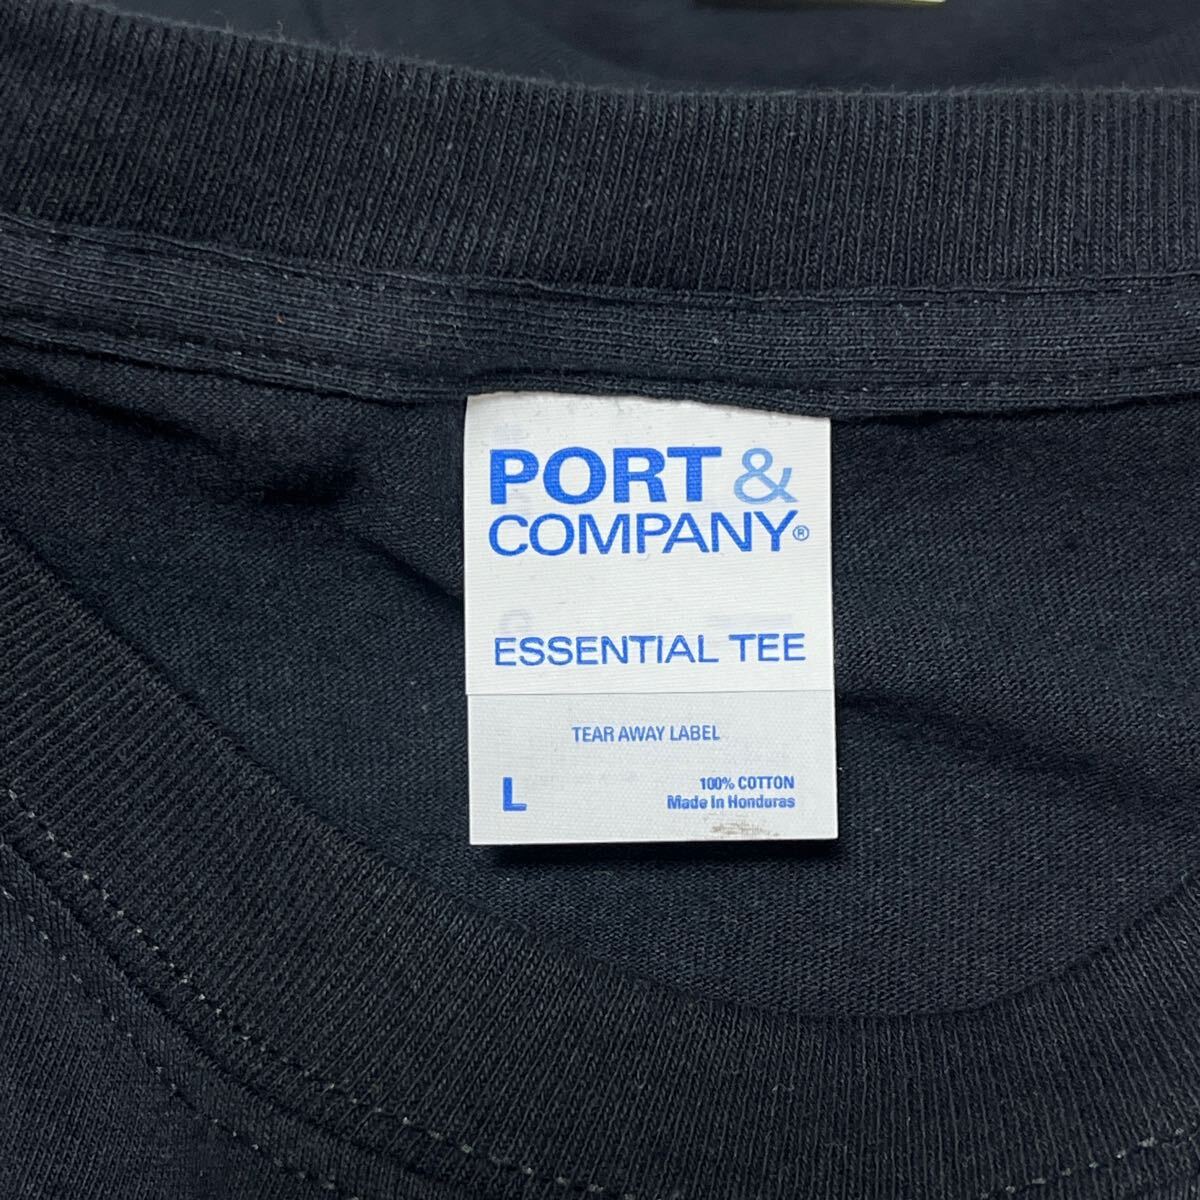 PORT &
COMPANY®
ESSENTIAL TEE
TEAR AWAY LABEL
L
100% COTTON
Made In Honduras